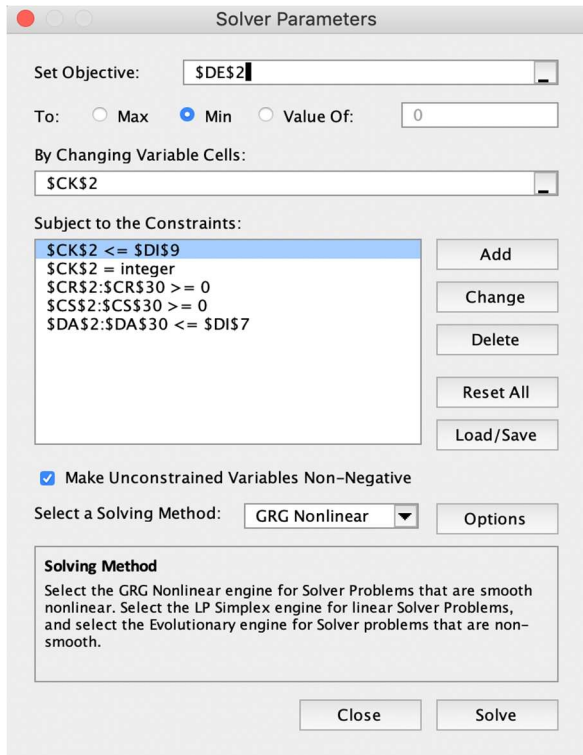 Solver Parameters
Set Objective: $DE$2
To: Max Min Value Of: 0
By Changing Variable Cells:
$CK$2
Subject to the Constraints:
$CK$2 <= $DI$9
$CK$2 = integer
$CR$2:$CR$30 >= 0
$CS$2:$CS$30 >= 0
$DA$2:$DA$30 <= $DI$7
Add
Change
Delete
Reset All
Load/Save
Make Unconstrained Variables Non-Negative
Select a Solving Method: GRG Nonlinear Options
Solving Method
Select the GRG Nonlinear engine for Solver Problems that are smooth
nonlinear. Select the LP Simplex engine for linear Solver Problems,
and select the Evolutionary engine for Solver problems that are non-
smooth.
Close Solve